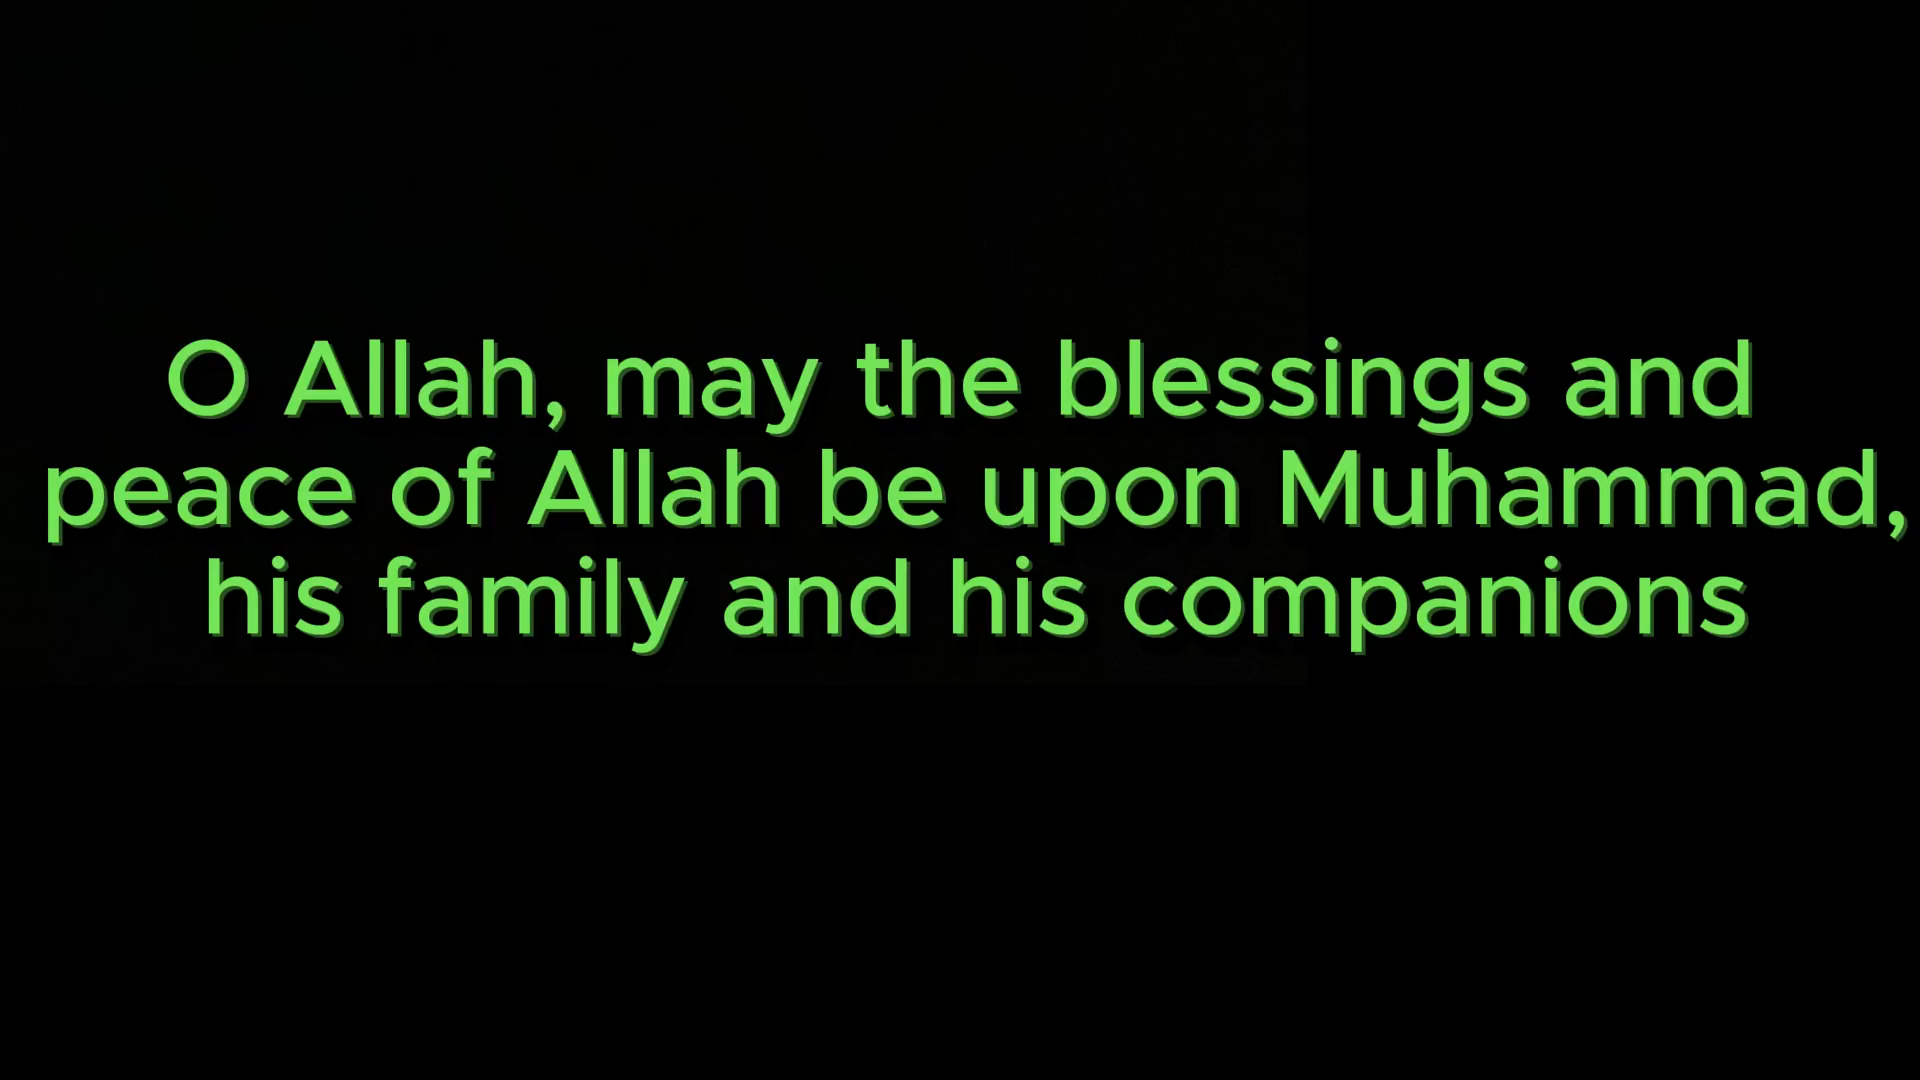 O Allah, may the blessings and
peace of Allah be upon Muhammad,
his family and his companions